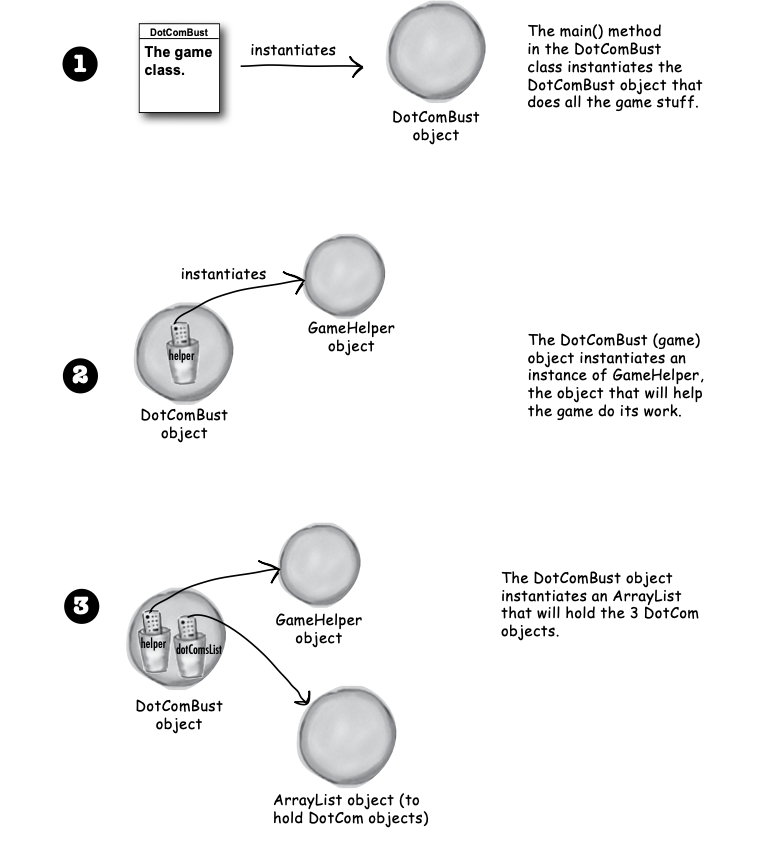 1
DotComBust
The game
class.
instantiates
DotComBust
object
The main() method
in the DotComBust
class instantiates the
DotComBust object that
does all the game stuff.
2
instantiates
GameHelper
object
helper
DotComBust
object
The DotComBust (game)
object instantiates an
instance of GameHelper,
the object that will help
the game do its work.
3
GameHelper
object
helper
dotComsList
DotComBust
object
ArrayList object (to
hold DotCom objects)
The DotComBust object
instantiates an ArrayList
that will hold the 3 DotCom
objects.